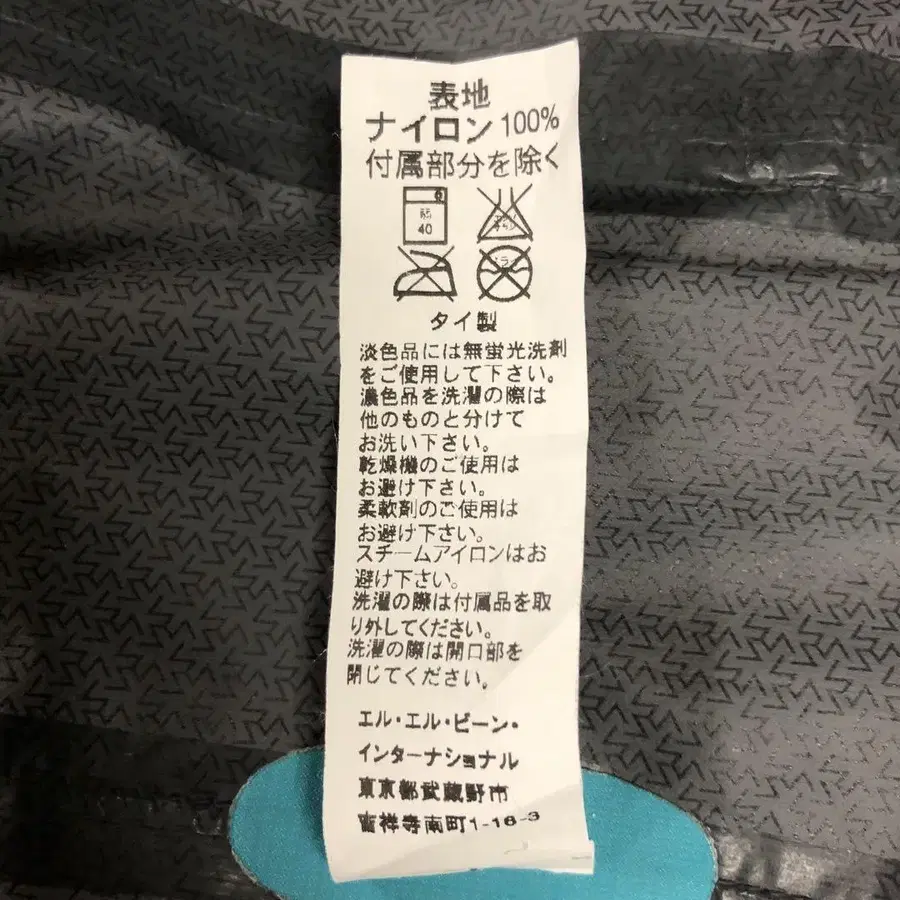 表地
ナイロン 100%
付属部分を除く
40
タイ製
淡色品には無蛍光洗剤
をご使用して下さい。
濃色品を洗濯の際は
他のものと分けて
お洗い下さい。
乾燥機のご使用は
お避け下さい。
柔軟剤のご使用は
お避け下さい。
スチームアイロンはお
避け下さい。
洗濯の際は付属品を取
り外してください。
洗濯の際は開口部を
閉じてください。
エル・エル・ビーン・
インターナショナル
東京都武蔵野市
吉祥寺南町1-16-3